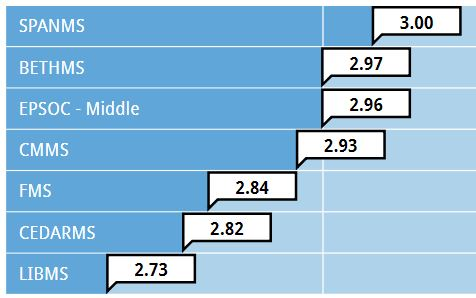 SPANMS 3.00
BETHMS 2.97
EPSOC - Middle 2.96
CMMS 2.93
FMS 2.84
CEDARMS 2.82
LIBMS 2.73